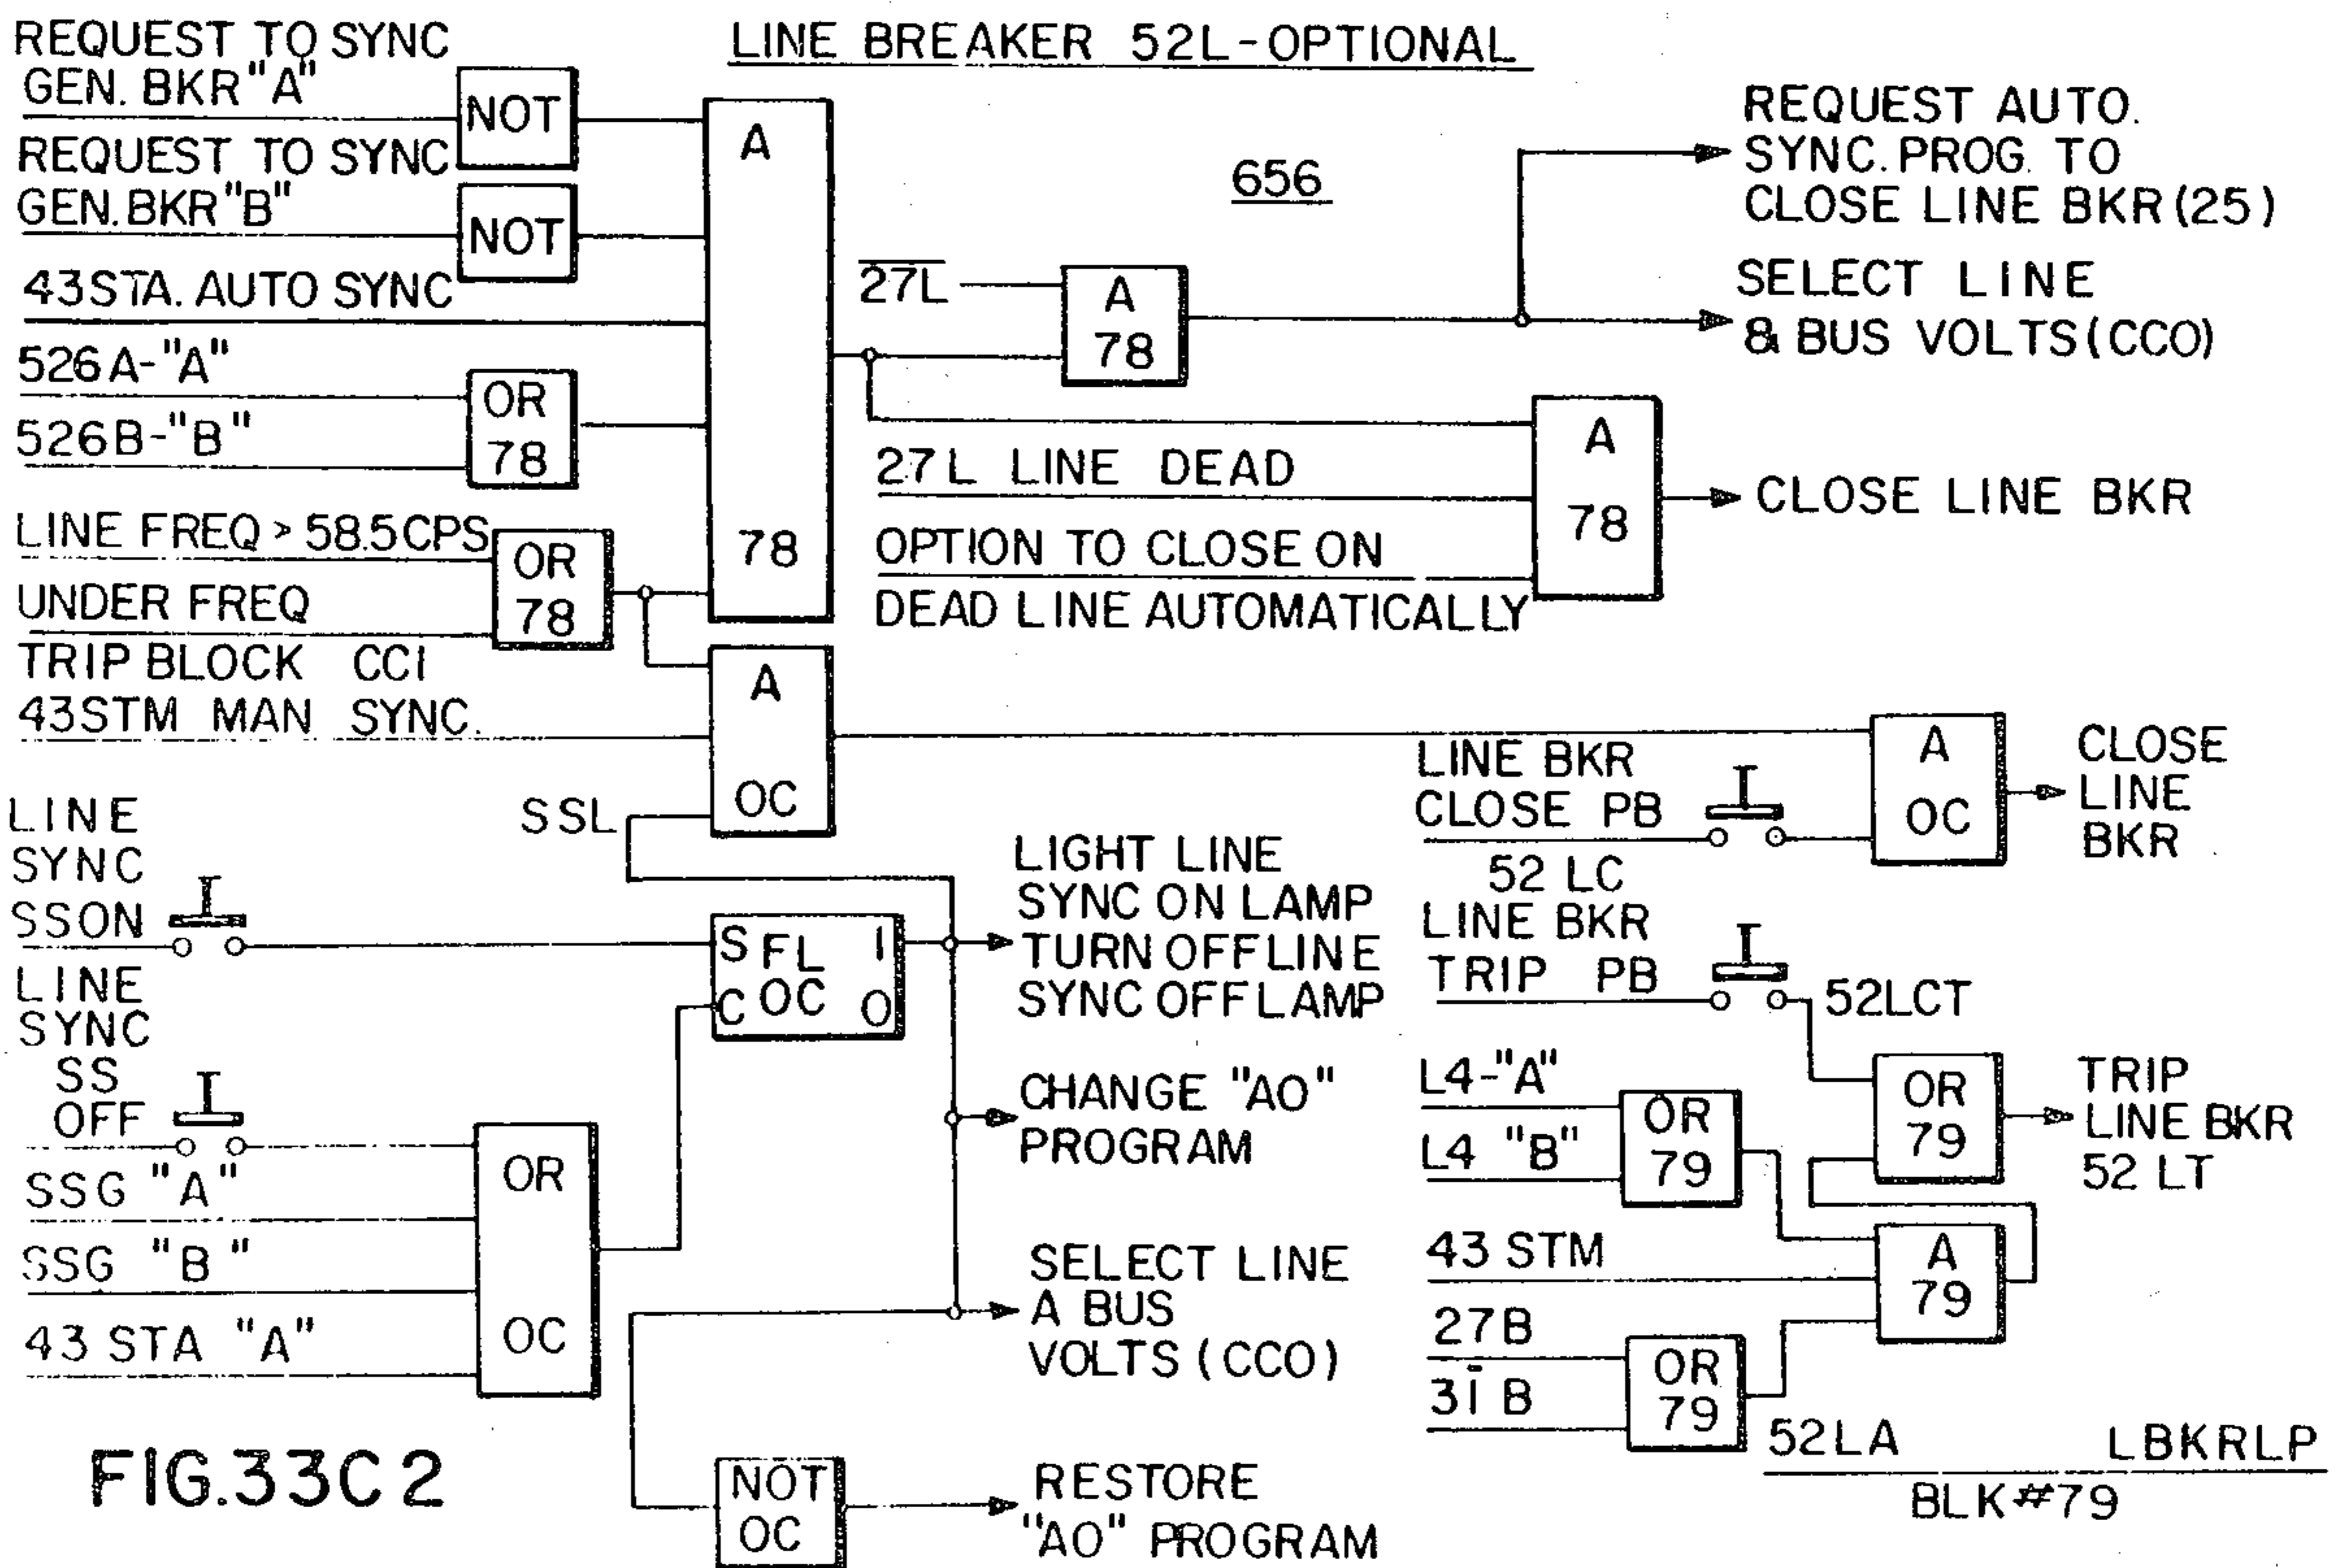 LINE BREAKER 52L-OPTIONAL
REQUEST TO SYNC
GEN. BKR "A"
NOT
REQUEST TO SYNC
GEN. BKR "B"
NOT
43STA. AUTO SYNC
526A-"A"
526B-"B"
OR
78
LINE FREQ > 58.5CPS
UNDER FREQ
TRIP BLOCK CCI
OR
78
A
78
656
27L
A
78
REQUEST AUTO.
SYNC. PROG. TO
CLOSE LINE BKR (25)
SELECT LINE
& BUS VOLTS (CCO)
27L LINE DEAD
OPTION TO CLOSE ON
DEAD LINE AUTOMATICALLY
A
78
CLOSE LINE BKR
43STM MAN SYNC.
SSL
A
OC
LINE BKR
CLOSE PB
52 LC
A
OC
CLOSE
LINE
BKR
LINE
SYNC
SSON
S FL 1
C OC O
LIGHT LINE
SYNC ON LAMP
TURN OFF LINE
SYNC OFF LAMP
LINE
SYNC
SS
OFF
SSG "A"
SSG "B"
43 STA "A"
OR
OC
CHANGE "AO"
PROGRAM
SELECT LINE
A BUS
VOLTS (CCO)
NOT
OC
RESTORE
"AO" PROGRAM
LINE BKR
TRIP PB
52LCT
L4-"A"
L4 "B"
OR
79
43 STM
27B
31 B
OR
79
A
79
OR
79
TRIP
LINE BKR
52 LT
52LA LBKRLP
BLK #79
FIG.33C2